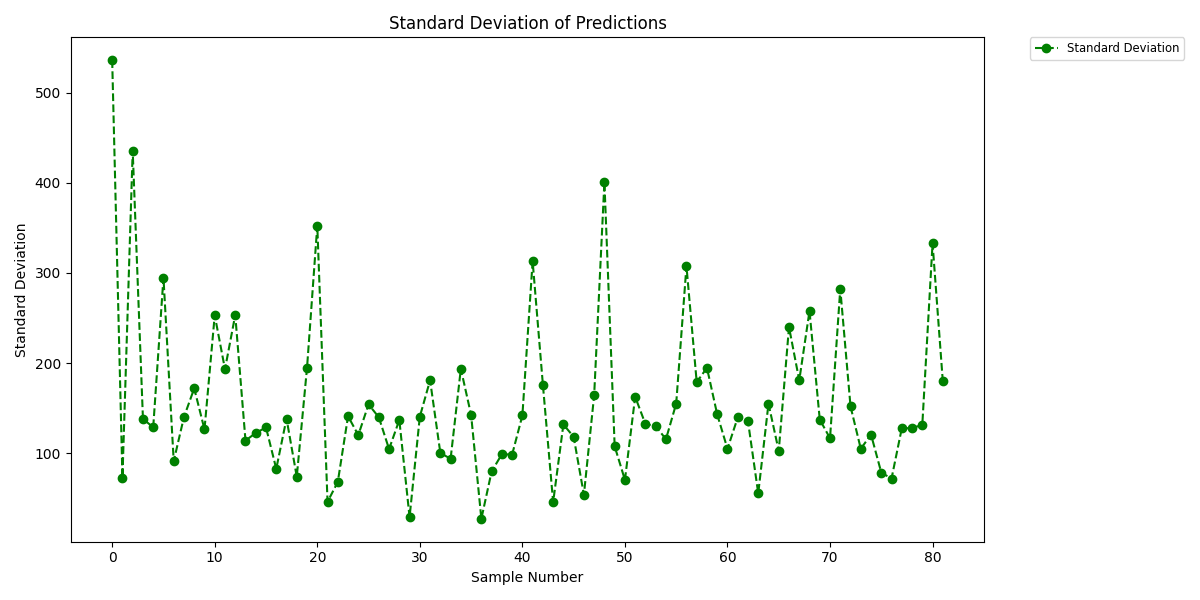 Standard Deviation of Predictions
Standard Deviation
500
400
300
200
100
Standard Deviation
0 10 20 30 40 50 60 70 80
Sample Number